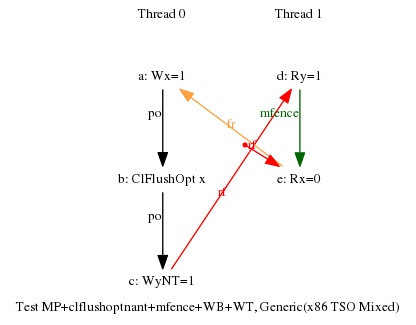 Thread 0 Thread 1
a: Wx=1 d: Ry=1
po mfence
fr
rf
b: ClFlushOpt x e: Rx=0
rf
po
c: WyNT=1
Test MP+clflushoptnant+mfence+WB+WT, Generic(x86 TSO Mixed)